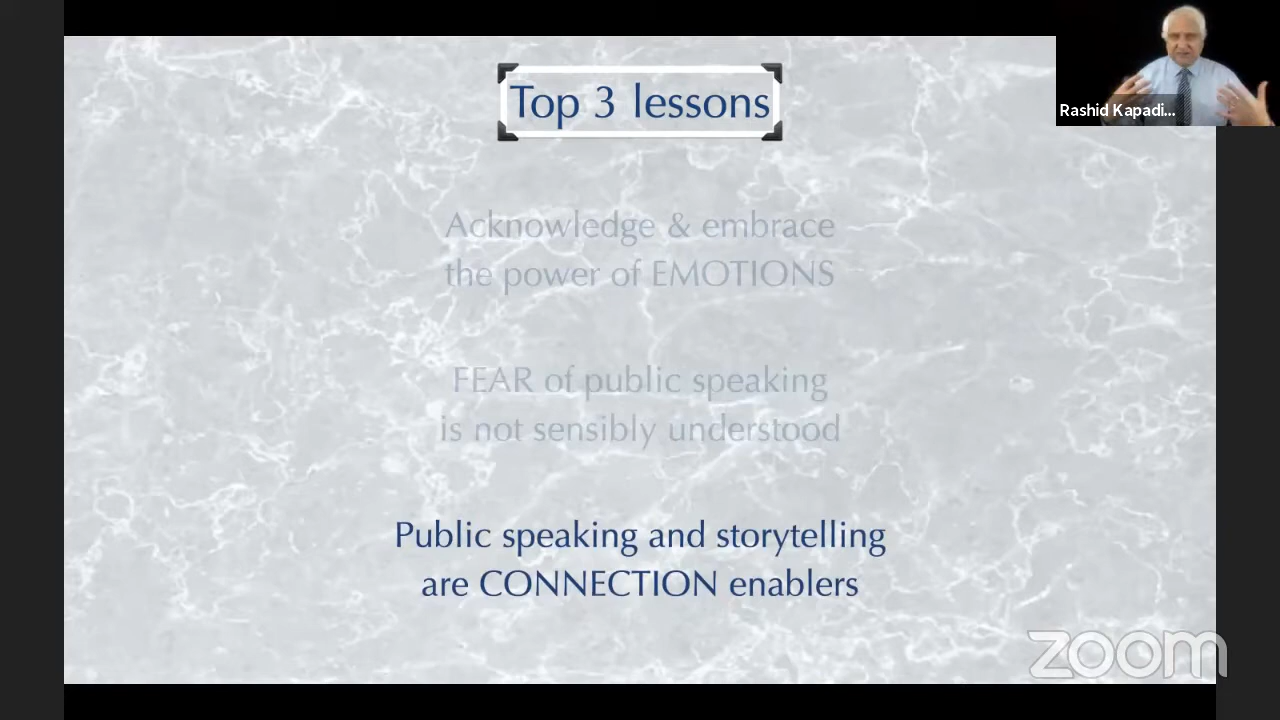 Top 3 lessons
Rashid Kapadi...
Acknowledge & embrace
the power of EMOTIONS
FEAR of public speaking
is not sensibly understood
Public speaking and storytelling
are CONNECTION enablers
zoom